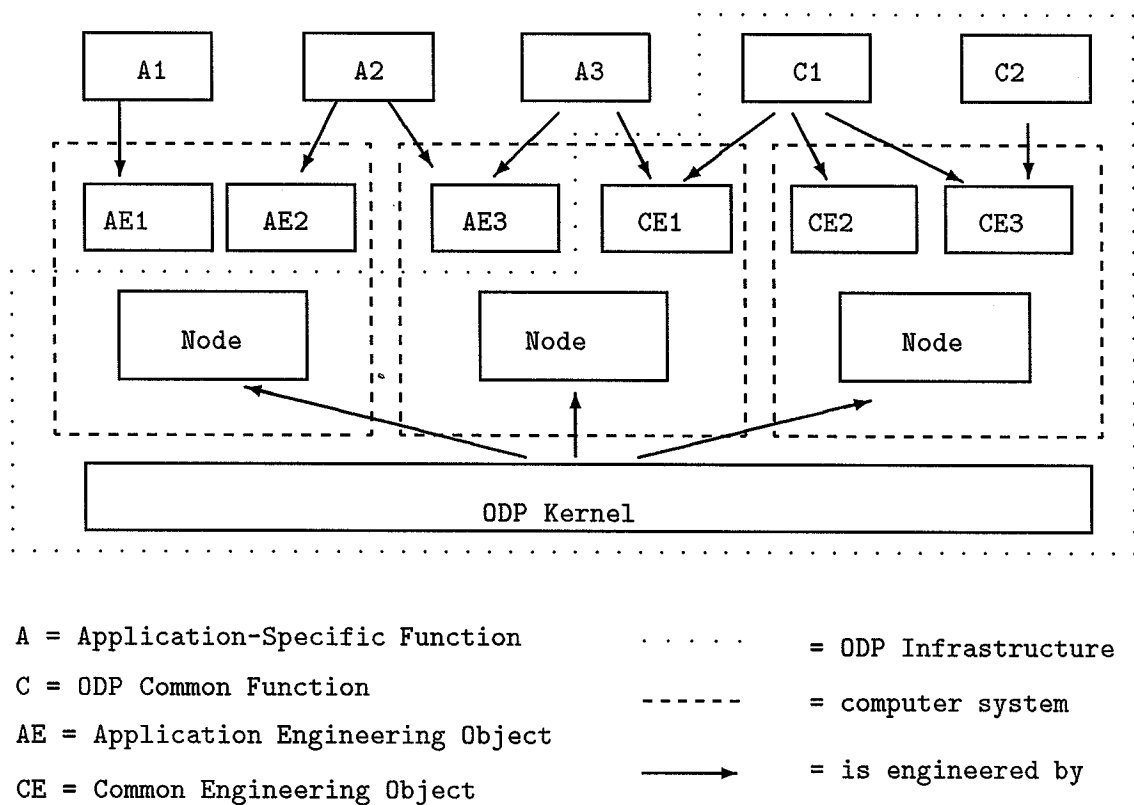 A1 A2 A3 C1 C2
AE1 AE2 AE3 CE1 CE2 CE3
Node Node Node
ODP Kernel
A = Application-Specific Function
C = ODP Common Function
AE = Application Engineering Object
CE = Common Engineering Object
= ODP Infrastructure
= computer system
= is engineered by